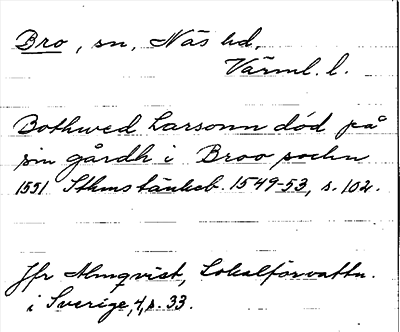 Bro, sn, Näs hd,
Värml. l.
Bothwed Larsonn död på
sin gårdh i Broo sochn
1551 Sthms tänkeb. 1549-53, s. 102.
Jfr Almqvist, Lokalförvaltn.
i Sverige, 4, s. 33.